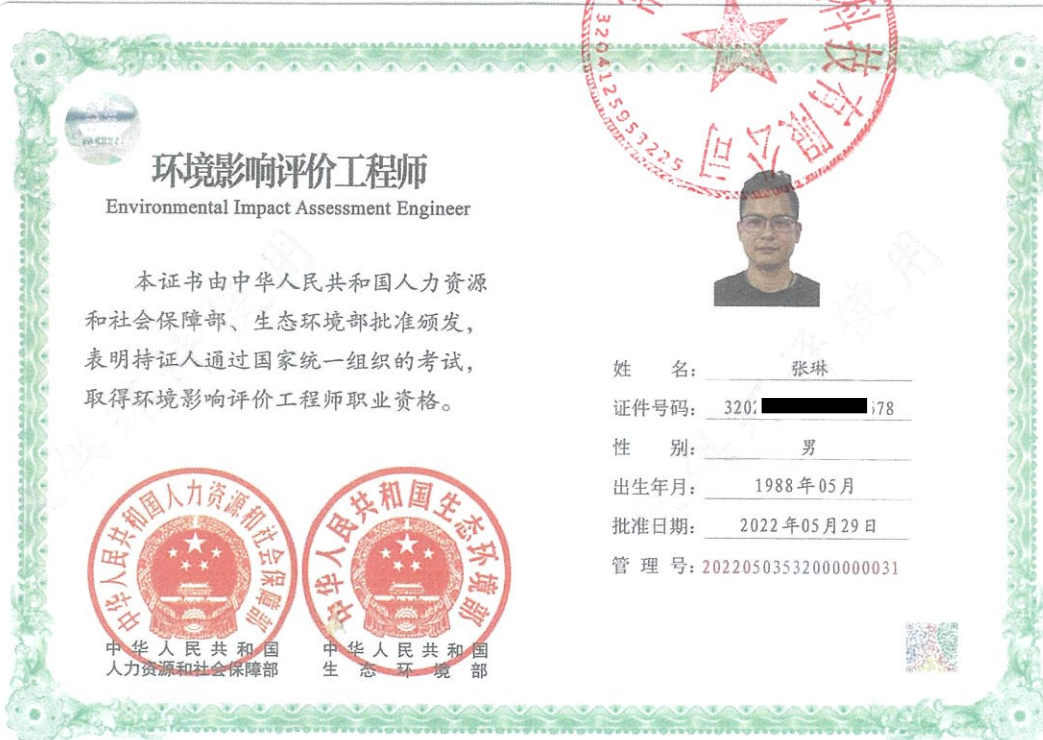 科技有限公司
3204125953225
环境影响评价工程师
Environmental Impact Assessment Engineer
本证书由中华人民共和国人力资源
和社会保障部、生态环境部批准颁发，
表明持证人通过国家统一组织的考试，
取得环境影响评价工程师职业资格。
姓 名： 张琳
证件号码： 320 678
性 别： 男
出生年月： 1988年05月
批准日期： 2022年05月29日
管 理 号：20220503532000000031
中华人民共和国人力资源和社会保障部
中华人民共和国生态环境部
中华人民共和国
人力资源和社会保障部
中华人民共和国
生态环境部